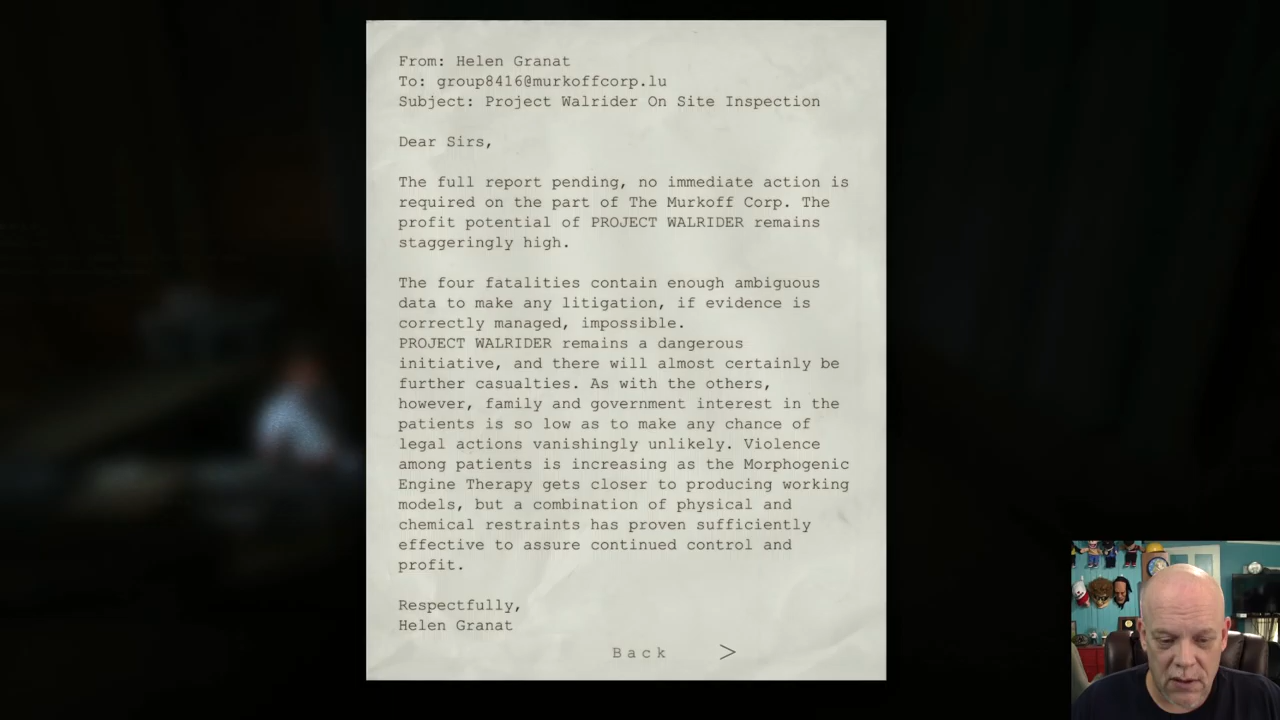 From: Helen Granat
To: group8416@murkoffcorp.lu
Subject: Project Walrider On Site Inspection
Dear Sirs,
The full report pending, no immediate action is
required on the part of The Murkoff Corp. The
profit potential of PROJECT WALRIDER remains
staggeringly high.
The four fatalities contain enough ambiguous
data to make any litigation, if evidence is
correctly managed, impossible.
PROJECT WALRIDER remains a dangerous
initiative, and there will almost certainly be
further casualties. As with the others,
however, family and government interest in the
patients is so low as to make any chance of
legal actions vanishingly unlikely. Violence
among patients is increasing as the Morphogenic
Engine Therapy gets closer to producing working
models, but a combination of physical and
chemical restraints has proven sufficiently
effective to assure continued control and
profit.
Respectfully,
Helen Granat
Back >